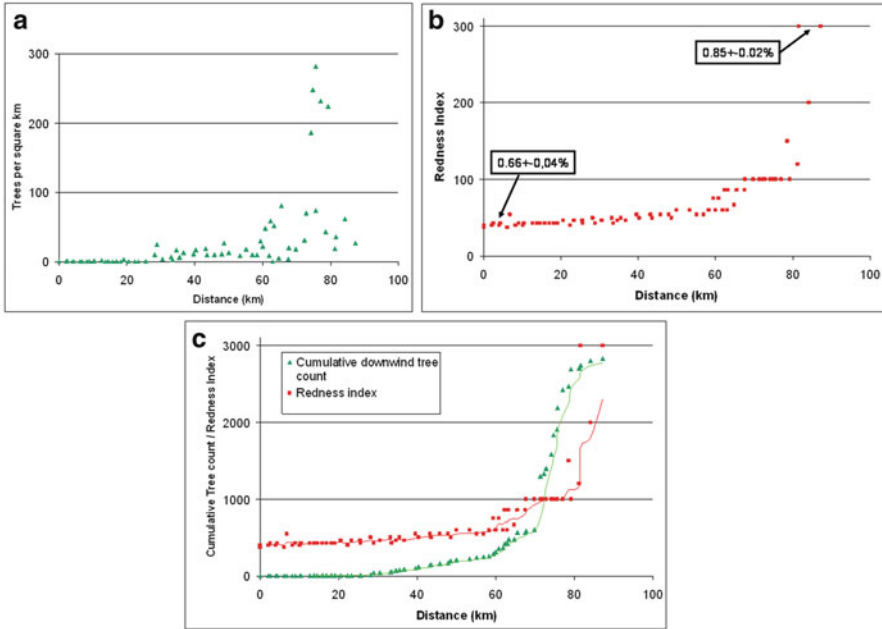 a
300
200
100
0
Trees per square km
0 20 40 60 80 100
Distance (km)
b
300
200
100
0
Redness Index
0.85+-0.02%
0.66+-0,04%
0 20 40 60 80 100
Distance (km)
c
3000
2000
1000
0
Cumulative Tree count / Redness Index
Cumulative downwind tree
count
Redness index
0 20 40 60 80 100
Distance (km)